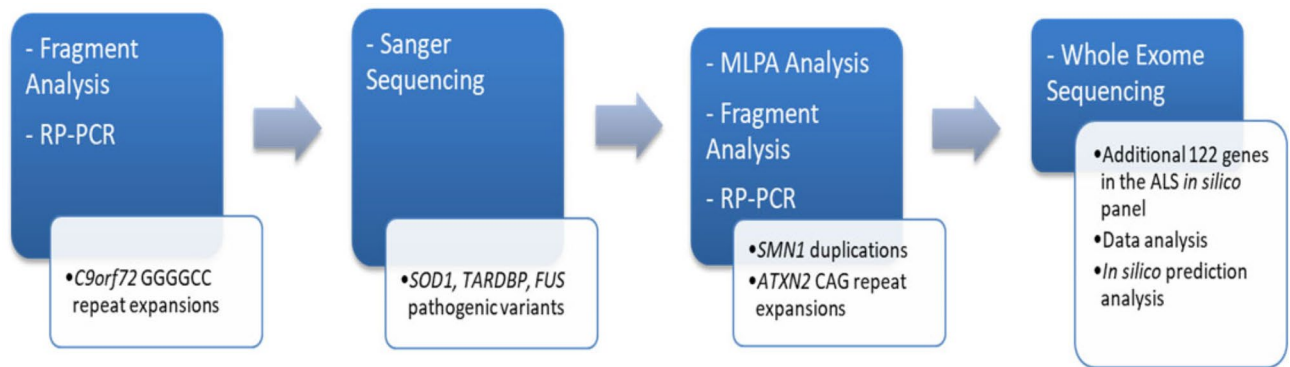 - Fragment
Analysis
- RP-PCR
•C9orf72 GGGGCC
repeat expansions
- Sanger
Sequencing
•SOD1, TARDBP, FUS
pathogenic variants
- MLPA Analysis
- Fragment
Analysis
- RP-PCR
•SMN1 duplications
•ATXN2 CAG repeat
expansions
- Whole Exome
Sequencing
•Additional 122 genes
in the ALS in silico
panel
•Data analysis
•In silico prediction
analysis